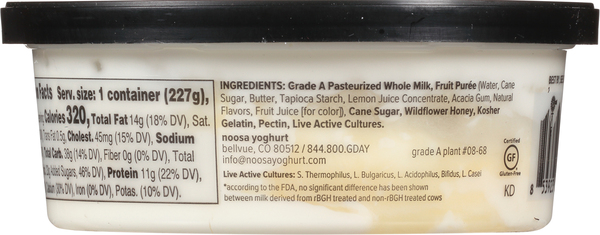 Facts Serv. size: 1 container (227g),
Calories 320, Total Fat 14g (18% DV), Sat.
Fat 0.5g, Cholest. 45mg (15% DV), Sodium
Total Carb. 38g (14% DV), Fiber 0g (0% DV), Total
Added Sugars, 46% DV), Protein 11g (22% DV),
(30% DV), Iron (0% DV), Potas. (10% DV).
INGREDIENTS: Grade A Pasteurized Whole Milk, Fruit Purée (Water, Cane
Sugar, Butter, Tapioca Starch, Lemon Juice Concentrate, Acacia Gum, Natural
Flavors, Fruit Juice [for color]), Cane Sugar, Wildflower Honey, Kosher
Gelatin, Pectin, Live Active Cultures.
noosa yoghurt
bellvue, CO 80512 / 844.800.GDAY
info@noosayoghurt.com
grade A plant #08-68
Live Active Cultures: S. Thermophilus, L. Bulgaricus, L. Acidophilus, Bifidus, L. Casei
*according to the FDA, no significant difference has been shown
between milk derived from rBGH treated and non-rBGH treated cows
Certified
GF
Gluten-Free
KD